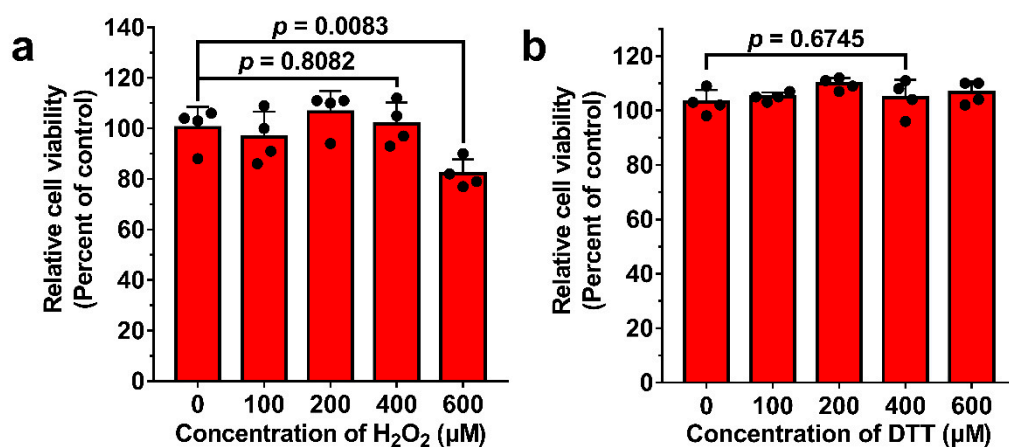 a
p = 0.0083
p = 0.8082
Relative cell viability
(Percent of control)
140
120
100
80
60
40
20
0
0 100 200 400 600
Concentration of H₂O₂ (µM)
b
p = 0.6745
Relative cell viability
(Percent of control)
120
100
80
60
40
20
0
0 100 200 400 600
Concentration of DTT (µM)